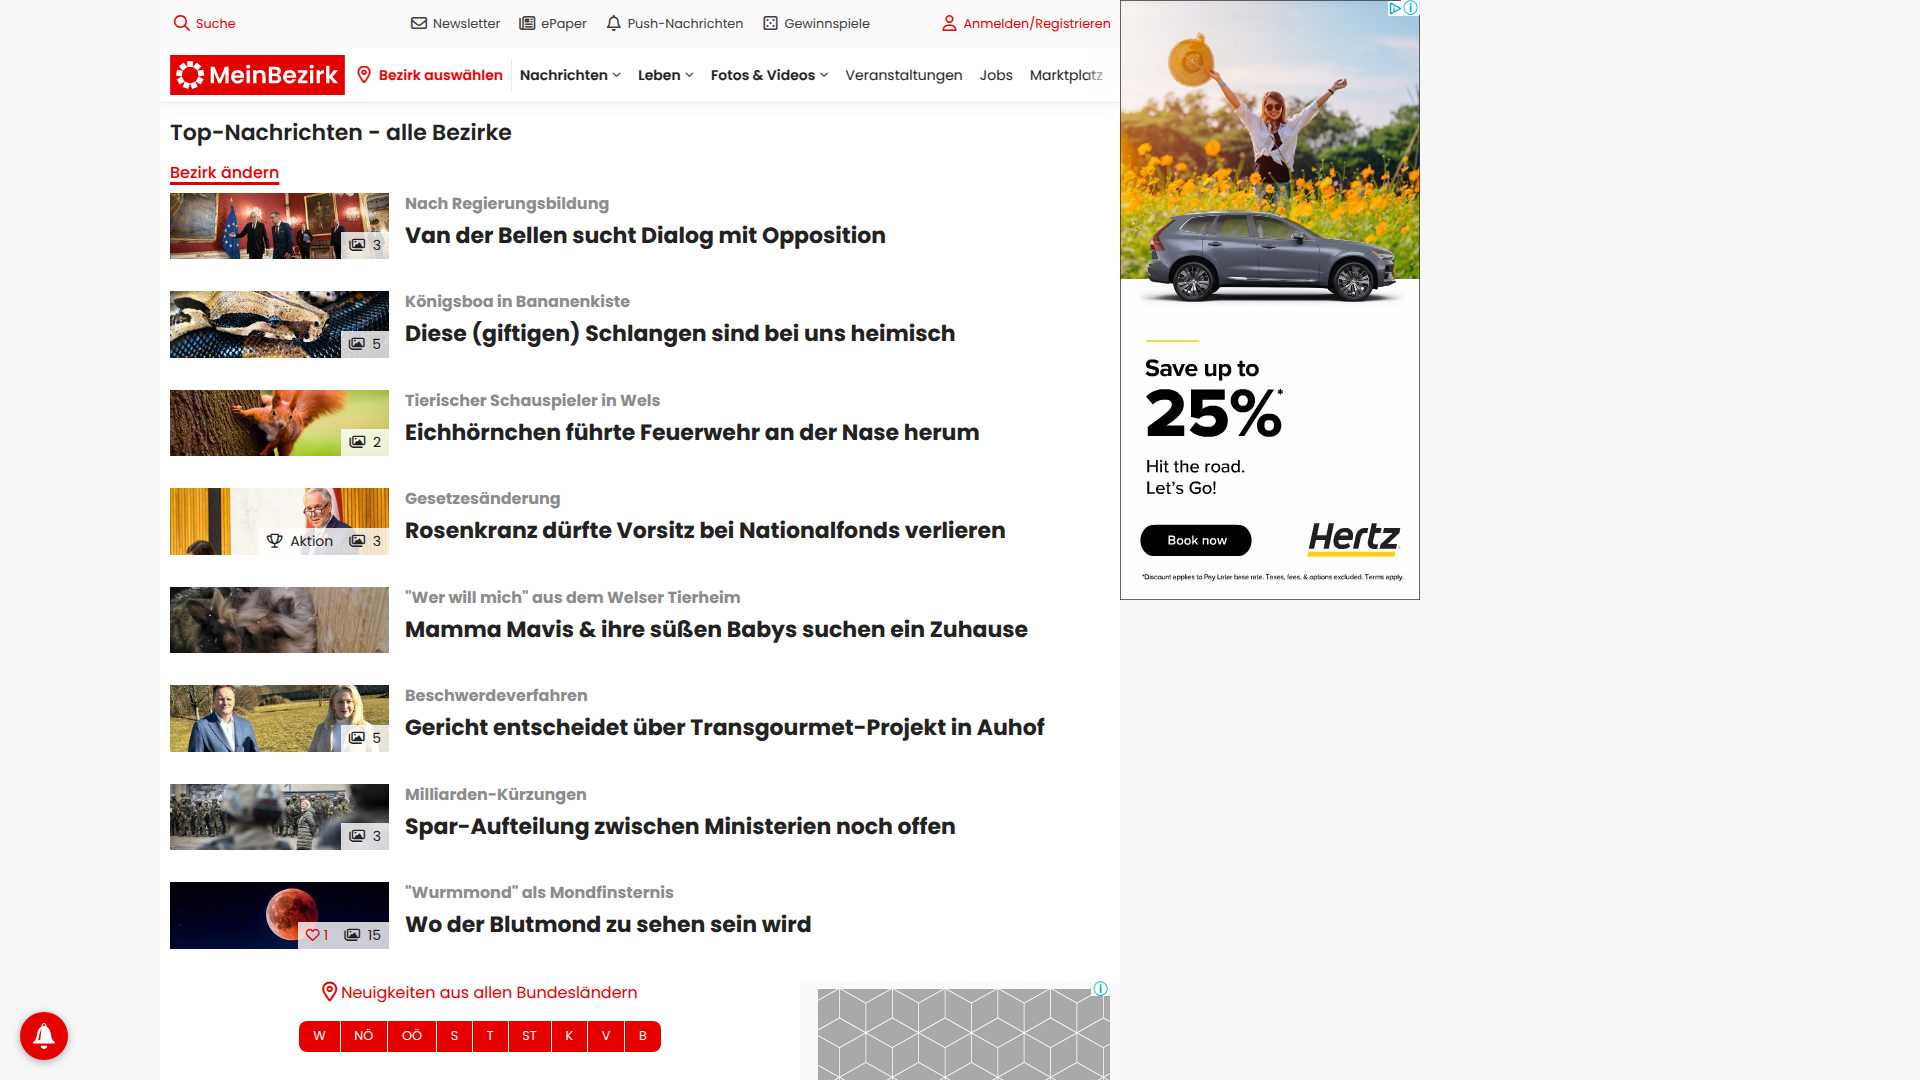 Suche
Newsletter
ePaper
Push-Nachrichten
Gewinnspiele
Anmelden/Registrieren
MeinBezirk
Bezirk auswählen
Nachrichten
Leben
Fotos & Videos
Veranstaltungen
Jobs
Marktplatz
Top-Nachrichten - alle Bezirke
Bezirk ändern
3
Nach Regierungsbildung
Van der Bellen sucht Dialog mit Opposition
5
Königsboa in Bananenkiste
Diese (giftigen) Schlangen sind bei uns heimisch
2
Tierischer Schauspieler in Wels
Eichhörnchen führte Feuerwehr an der Nase herum
Aktion 3
Gesetzesänderung
Rosenkranz dürfte Vorsitz bei Nationalfonds verlieren
"Wer will mich" aus dem Welser Tierheim
Mamma Mavis & ihre süßen Babys suchen ein Zuhause
5
Beschwerdeverfahren
Gericht entscheidet über Transgourmet-Projekt in Auhof
3
Milliarden-Kürzungen
Spar-Aufteilung zwischen Ministerien noch offen
1 15
"Wurmmond" als Mondfinsternis
Wo der Blutmond zu sehen sein wird
Neuigkeiten aus allen Bundesländern
W NÖ OÖ S T ST K V B
Save up to
25%*
Hit the road.
Let's Go!
Book now
Hertz
*Discount applies to Pay Later base rate. Taxes, fees, & options excluded. Terms apply.